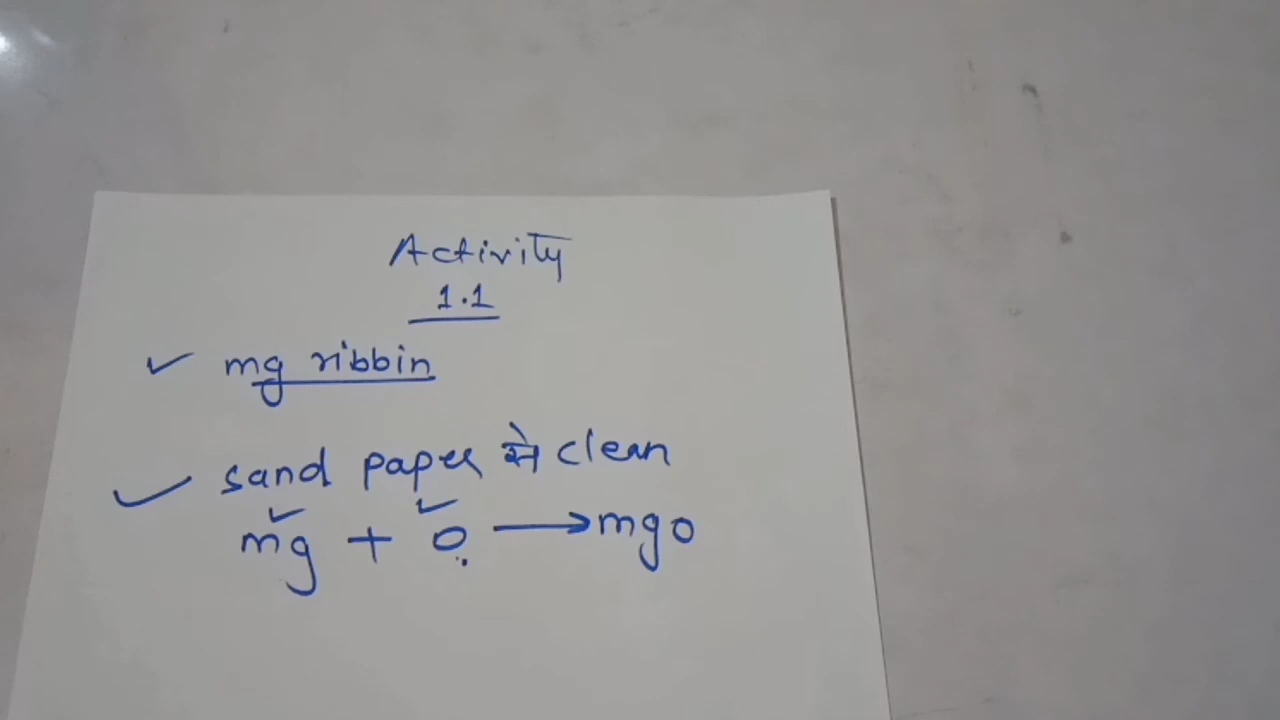 Activity
1.1
✓ mg ribbin
✓ sand paper से clean
mg + o → mgo